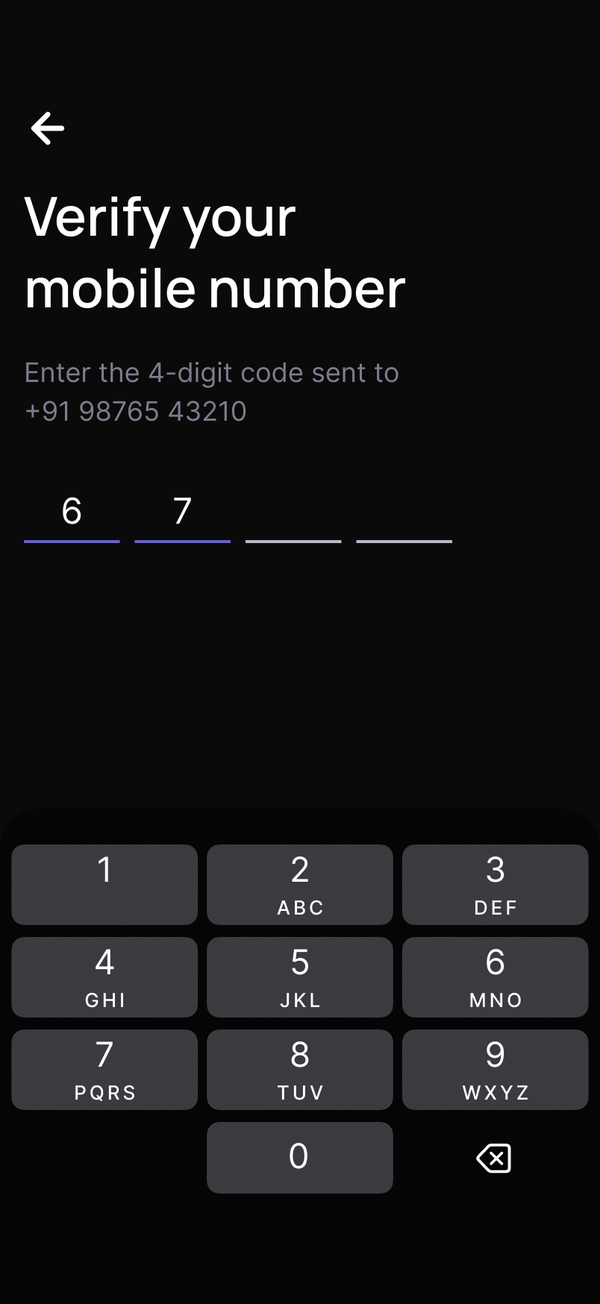 Verify your
mobile number
Enter the 4-digit code sent to
+91 98765 43210
6 7
1 2 3
ABC DEF
4 5 6
GHI JKL MNO
7 8 9
PQRS TUV WXYZ
0